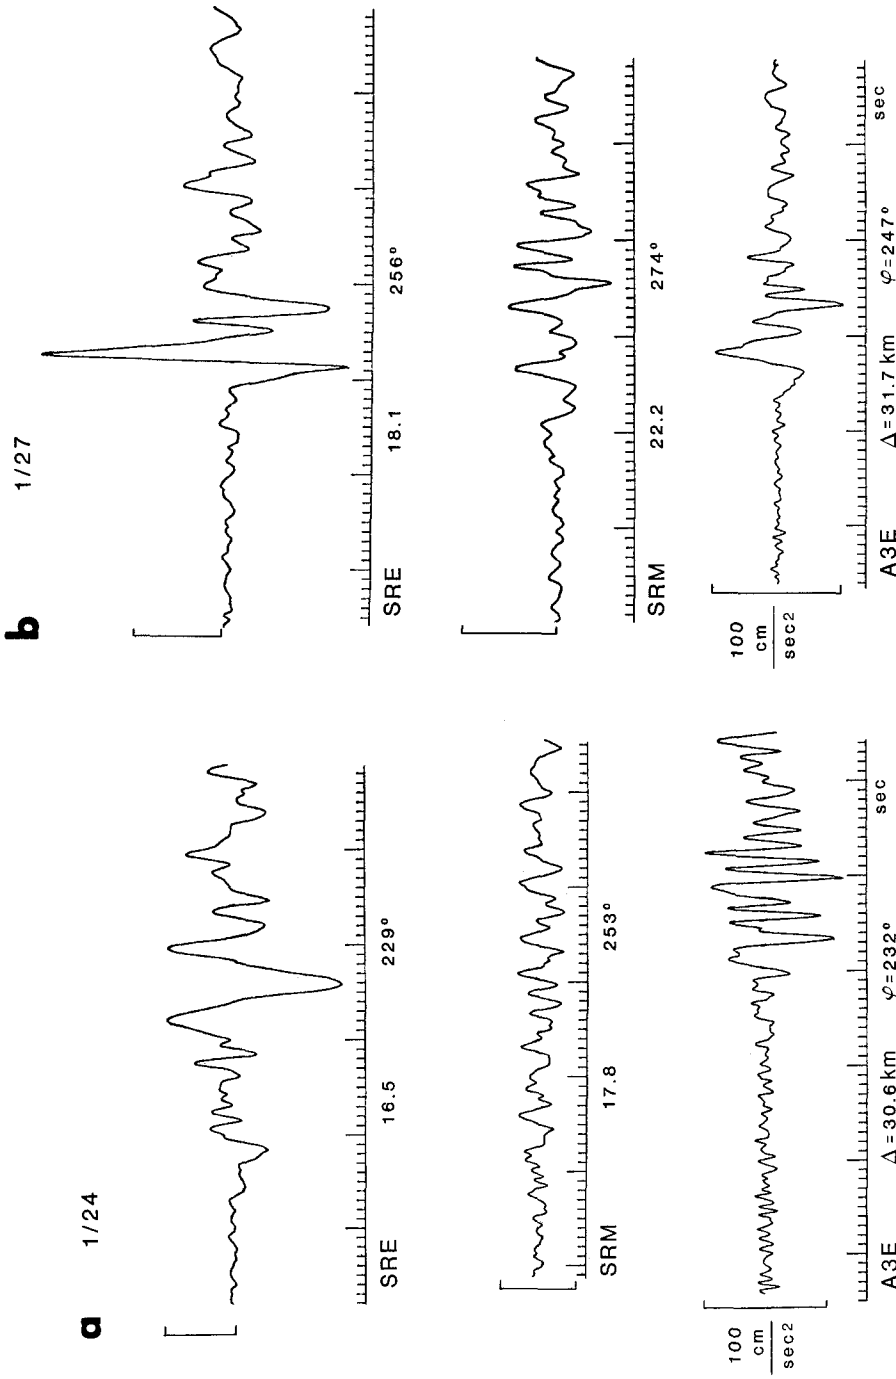 a 1/24
SRE 16.5 229°
SRM 17.8 253°
100
cm
sec2
A3E Δ=30.6 km φ=232° sec
b
1/27
SRE 18.1 256°
SRM 22.2 274°
100
cm
sec2
A3E Δ=31.7 km φ=247° sec